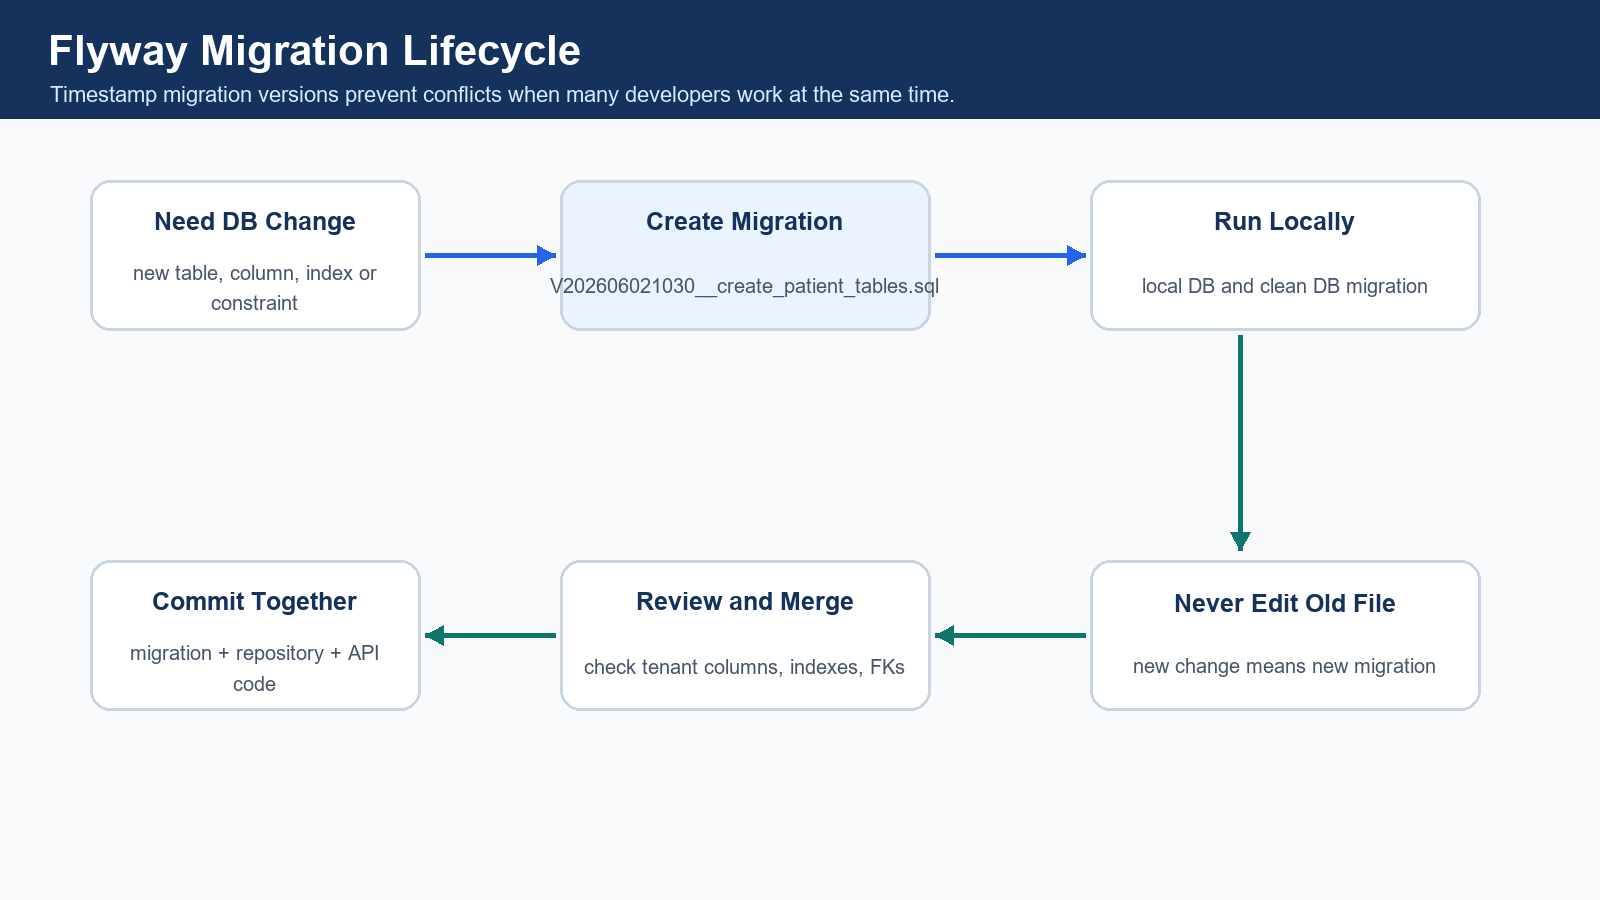 Flyway Migration Lifecycle
Timestamp migration versions prevent conflicts when many developers work at the same time.
Need DB Change
new table, column, index or
constraint
Create Migration
V202606021030__create_patient_tables.sql
Run Locally
local DB and clean DB migration
Never Edit Old File
new change means new migration
Review and Merge
check tenant columns, indexes, FKs
Commit Together
migration + repository + API
code